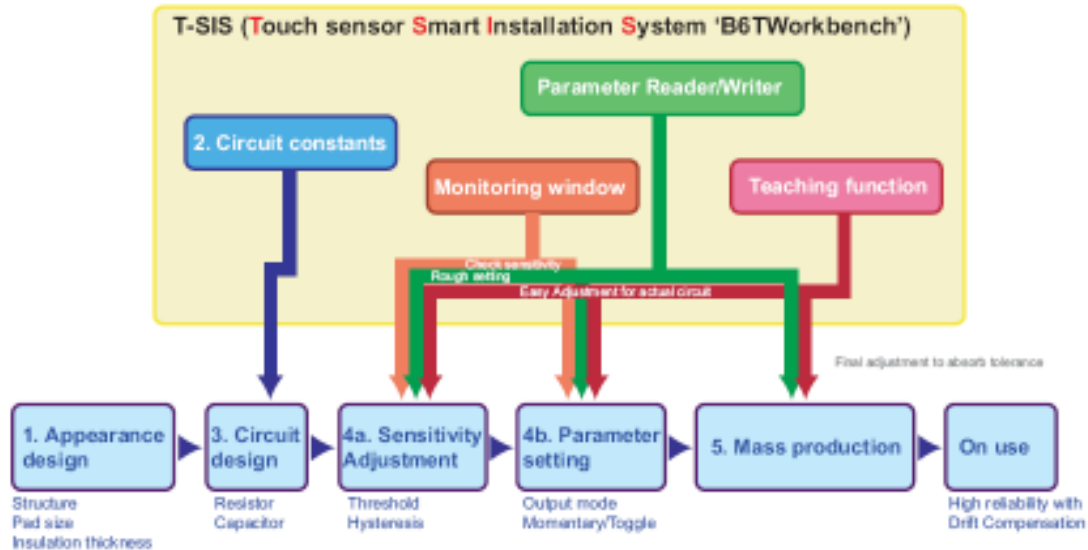 T-SIS (Touch sensor Smart Installation System 'B6TWorkbench')
Parameter Reader/Writer
2. Circuit constants
Monitoring window
Teaching function
Check sensitivity
Rough setting
Easy Adjustment for actual circuit
Final adjustment to absorb tolerance
1. Appearance
design
3. Circuit
design
4a. Sensitivity
Adjustment
4b. Parameter
setting
5. Mass production
On use
Structure
Pad size
Insulation thickness
Resistor
Capacitor
Threshold
Hysteresis
Output mode
Momentary/Toggle
High reliability with
Drift Compensation